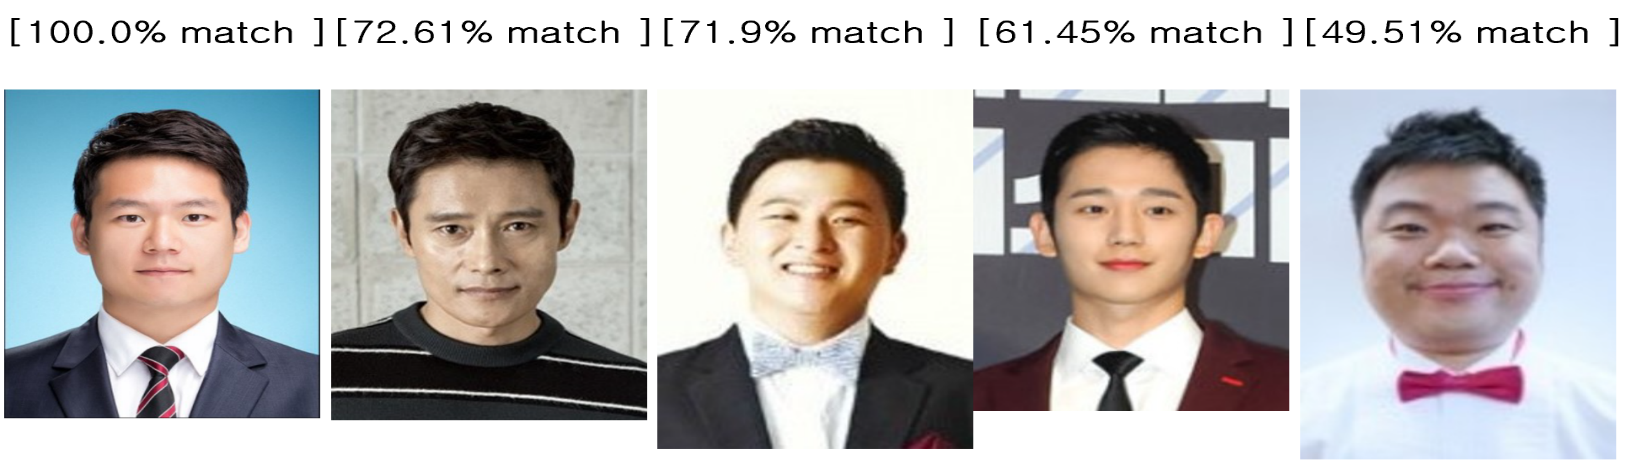 [100.0% match ] [72.61% match ] [71.9% match ] [61.45% match ] [49.51% match ]